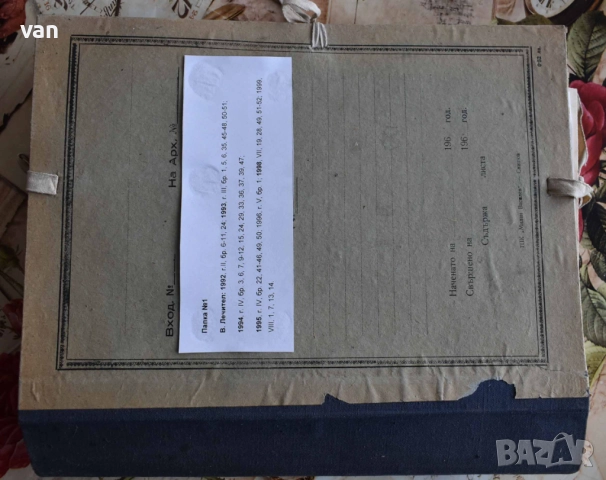 van
На Арх. №
Вход. №
Папка №1
В. Лечител: 1992, г.II, бр. 6-11, 24; 1993, г. III, бр. 1, 5, 6, 35, 45-48, 50-51,
1994, г. IV, бр. 3, 6, 7, 9-12, 15, 24, 29, 33, 36, 37, 39, 47,
1995, г. IV, бр. 22, 41-46, 49, 50, 1996, г. V, бр. 1, 1998, VII, 19, 28, 49, 51-52, 1999,
VIII, 1, 7, 13, 14
Наченато на 196 год.
Свършено на 196 год.
Съдържа листа
BAZAR